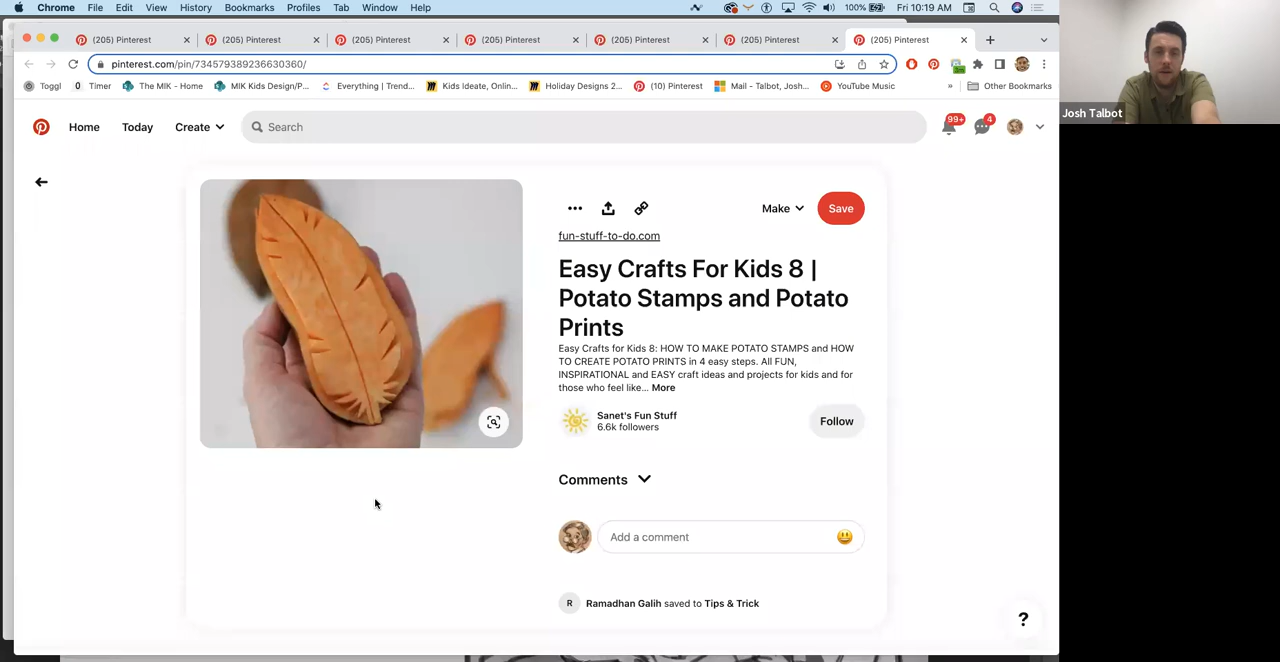 Chrome File Edit View History Bookmarks Profiles Tab Window Help 100% Fri 10:19 AM
(205) Pinterest (205) Pinterest (205) Pinterest (205) Pinterest (205) Pinterest (205) Pinterest (205) Pinterest
pinterest.com/pin/734579389236630360/
Toggl 0 Timer The MIK - Home MIK Kids Design/P... Everything | Trend... Kids Ideate, Onlin... Holiday Designs 2... (10) Pinterest Mail - Talbot, Josh... YouTube Music » Other Bookmarks
Josh Talbot
Home Today Create Search 99+ 4
Make Save
fun-stuff-to-do.com
Easy Crafts For Kids 8 |
Potato Stamps and Potato
Prints
Easy Crafts for Kids 8: HOW TO MAKE POTATO STAMPS and HOW
TO CREATE POTATO PRINTS in 4 easy steps. All FUN,
INSPIRATIONAL and EASY craft ideas and projects for kids and for
those who feel like... More
Sanet's Fun Stuff
6.6k followers
Follow
Comments
Add a comment
R Ramadhan Galih saved to Tips & Trick
?